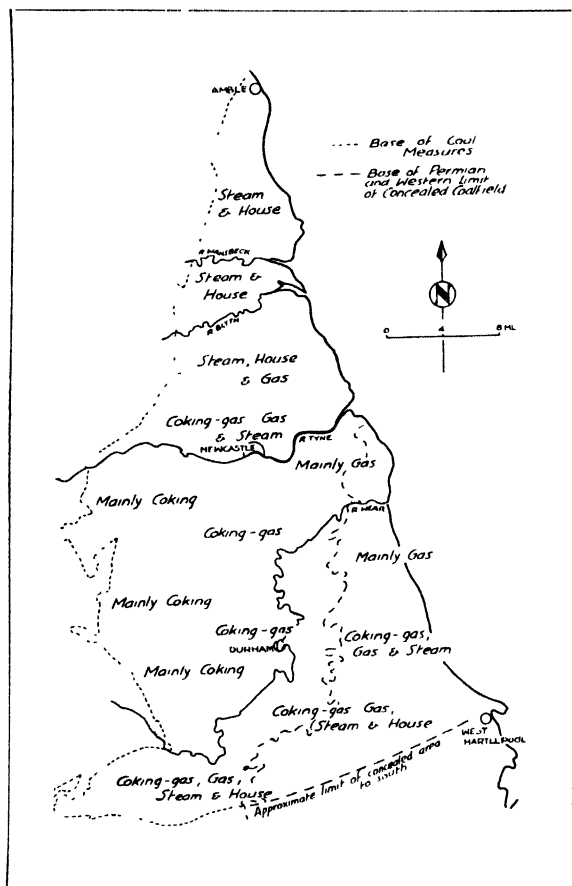 AMBLE
Base of Coal
Measures
Base of Permian
and Western Limit
of Concealed Coalfield
Steam
& House
R WANSBECK
Steam &
House
R BLYTH
N
0 4 8 ML
Steam, House
& Gas
Coking-gas Gas
& Steam
NEWCASTLE
R TYNE
Mainly Gas
Mainly Coking
R WEAR
Coking-gas
Mainly Gas
Mainly Coking
Coking-gas
DURHAM
Coking-gas,
Gas & Steam
Mainly Coking
Coking-gas Gas,
Steam & House
WEST
HARTLEPOOL
Coking-gas, Gas,
Steam & House
Approximate limit of concealed area
to south